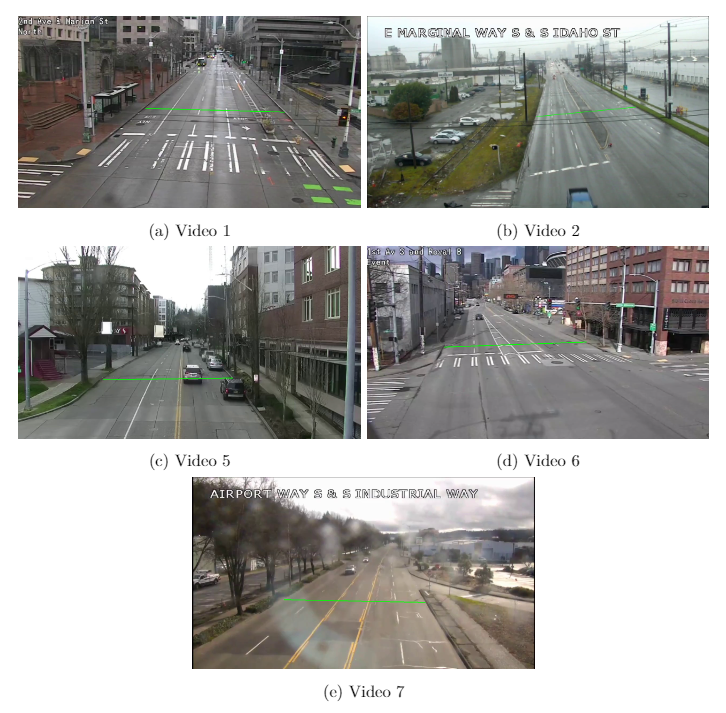 2nd Ave & Marion St
North
E MARGINAL WAY S & S IDAHO ST
(a) Video 1
(b) Video 2
1st Av S and Royal B
Event
(c) Video 5
(d) Video 6
AIRPORT WAY S & S INDUSTRIAL WAY
(e) Video 7